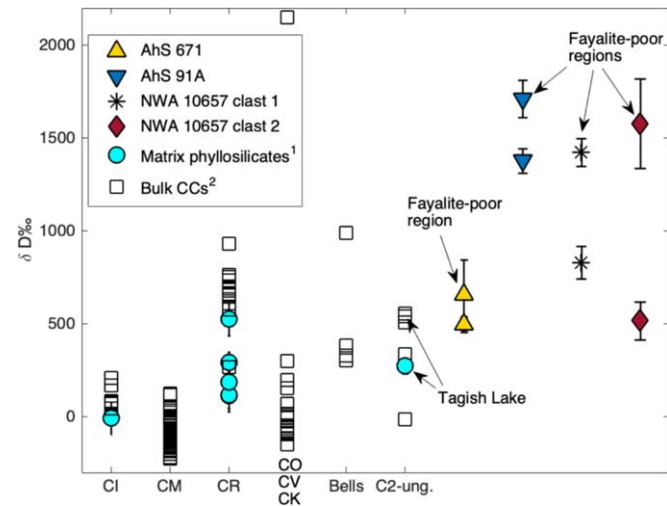 2000
1500
1000
500
0
δ D‰
AhS 671
AhS 91A
NWA 10657 clast 1
NWA 10657 clast 2
Matrix phyllosilicates¹
Bulk CCs²
Fayalite-poor
regions
Fayalite-poor
region
Tagish Lake
CI
CM
CR
CO
CV
CK
Bells
C2-ung.